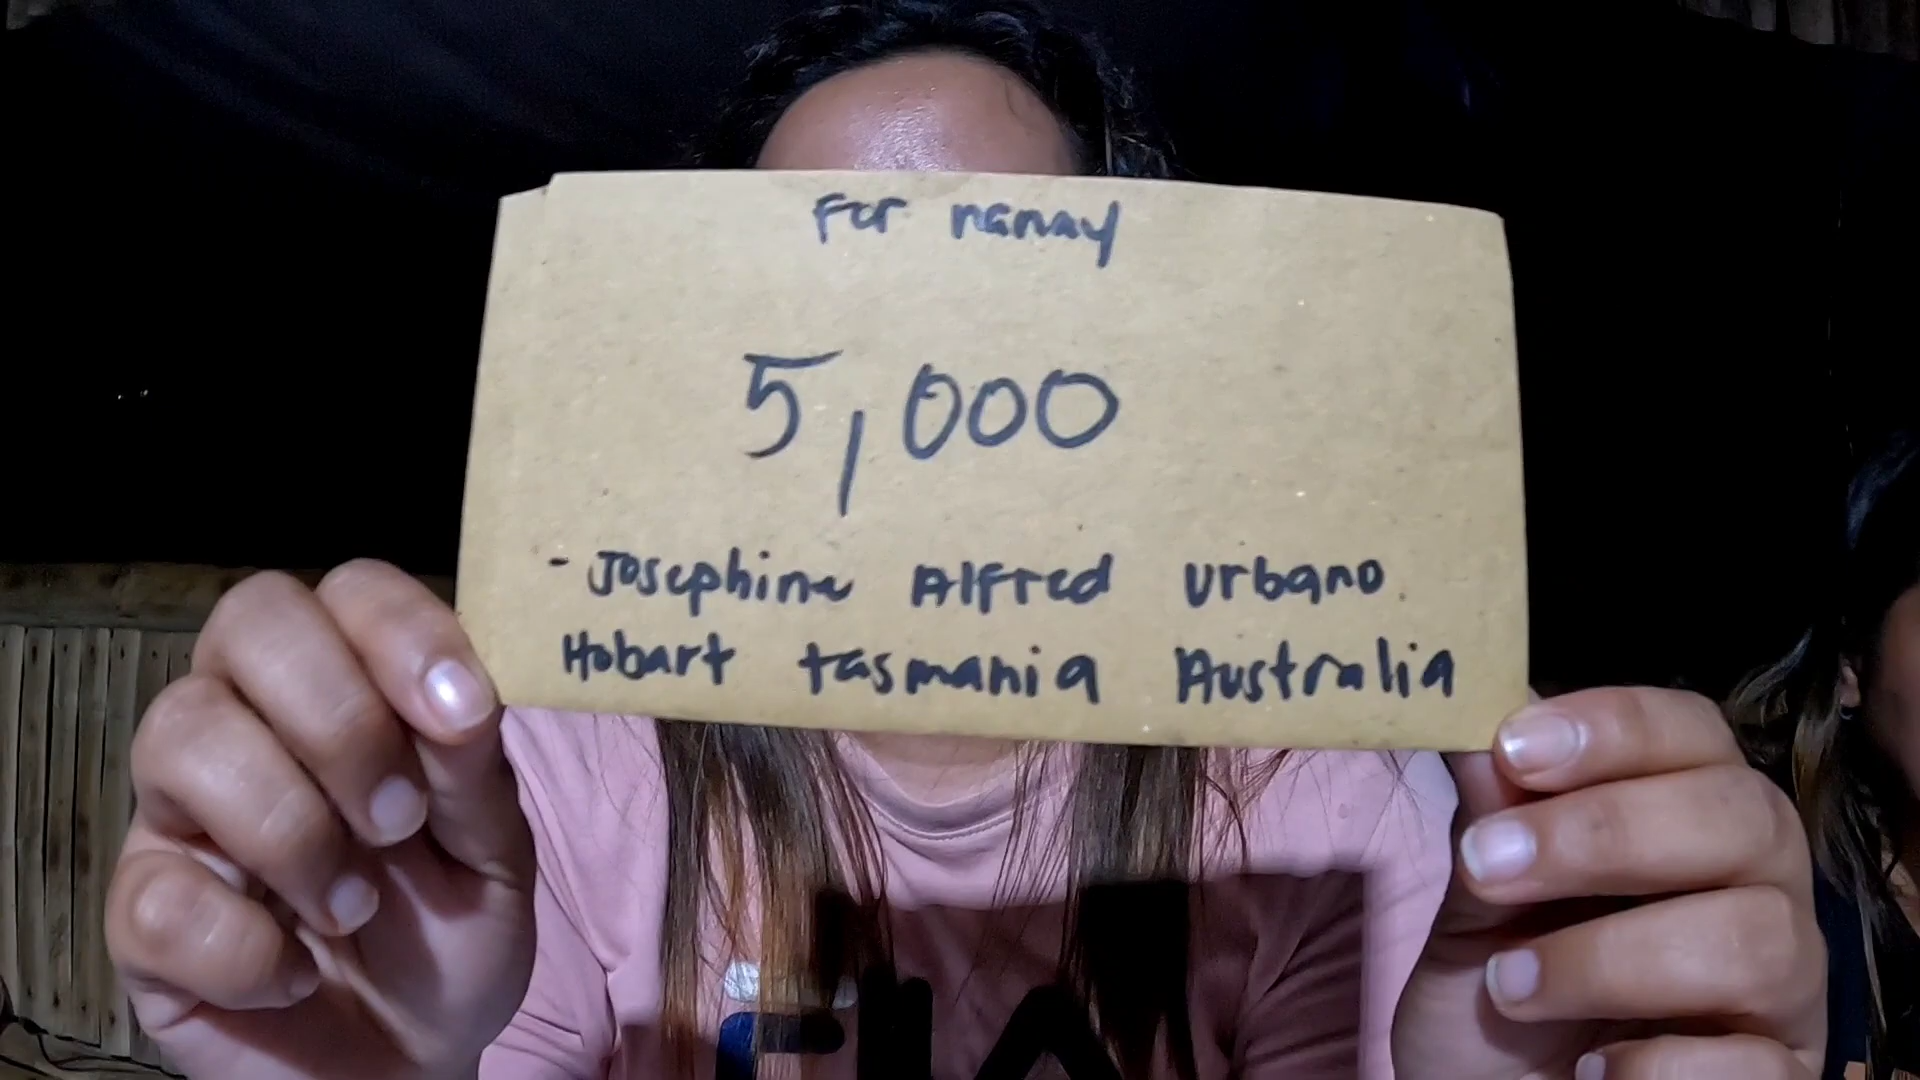 For nanay
5,000
- Josephine Alfred Urbano
Hobart tasmania Australia